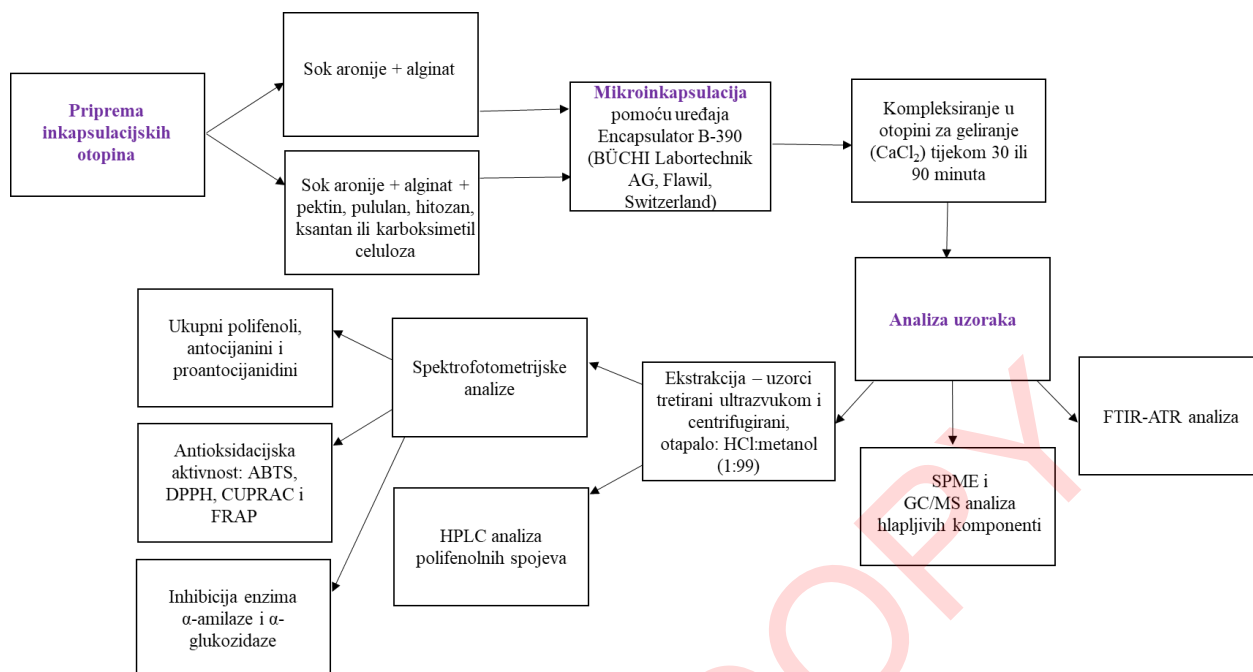 Priprema
inkapsulacijskih
otopina
Sok aronije + alginat
Sok aronije + alginat +
pektin, pululan, hitozan,
ksantan ili karboksimetil
celuloza
Mikroinkapsulacija
pomoću uređaja
Encapsulator B-390
(BÜCHI Labortechnik
AG, Flawil,
Switzerland)
Kompleksiranje u
otopini za geliranje
(CaCl₂) tijekom 30 ili
90 minuta
Analiza uzoraka
FTIR-ATR analiza
SPME i
GC/MS analiza
hlapljivih komponenti
Ekstrakcija – uzorci
tretirani ultrazvukom i
centrifugirani,
otapalo: HCl:metanol
(1:99)
Spektrofotometrijske
analize
HPLC analiza
polifenolnih spojeva
Ukupni polifenoli,
antocijanini i
proantocijanidini
Antioksidacijska
aktivnost: ABTS,
DPPH, CUPRAC i
FRAP
Inhibicija enzima
α-amilaze i α-
glukozidaze
OPY